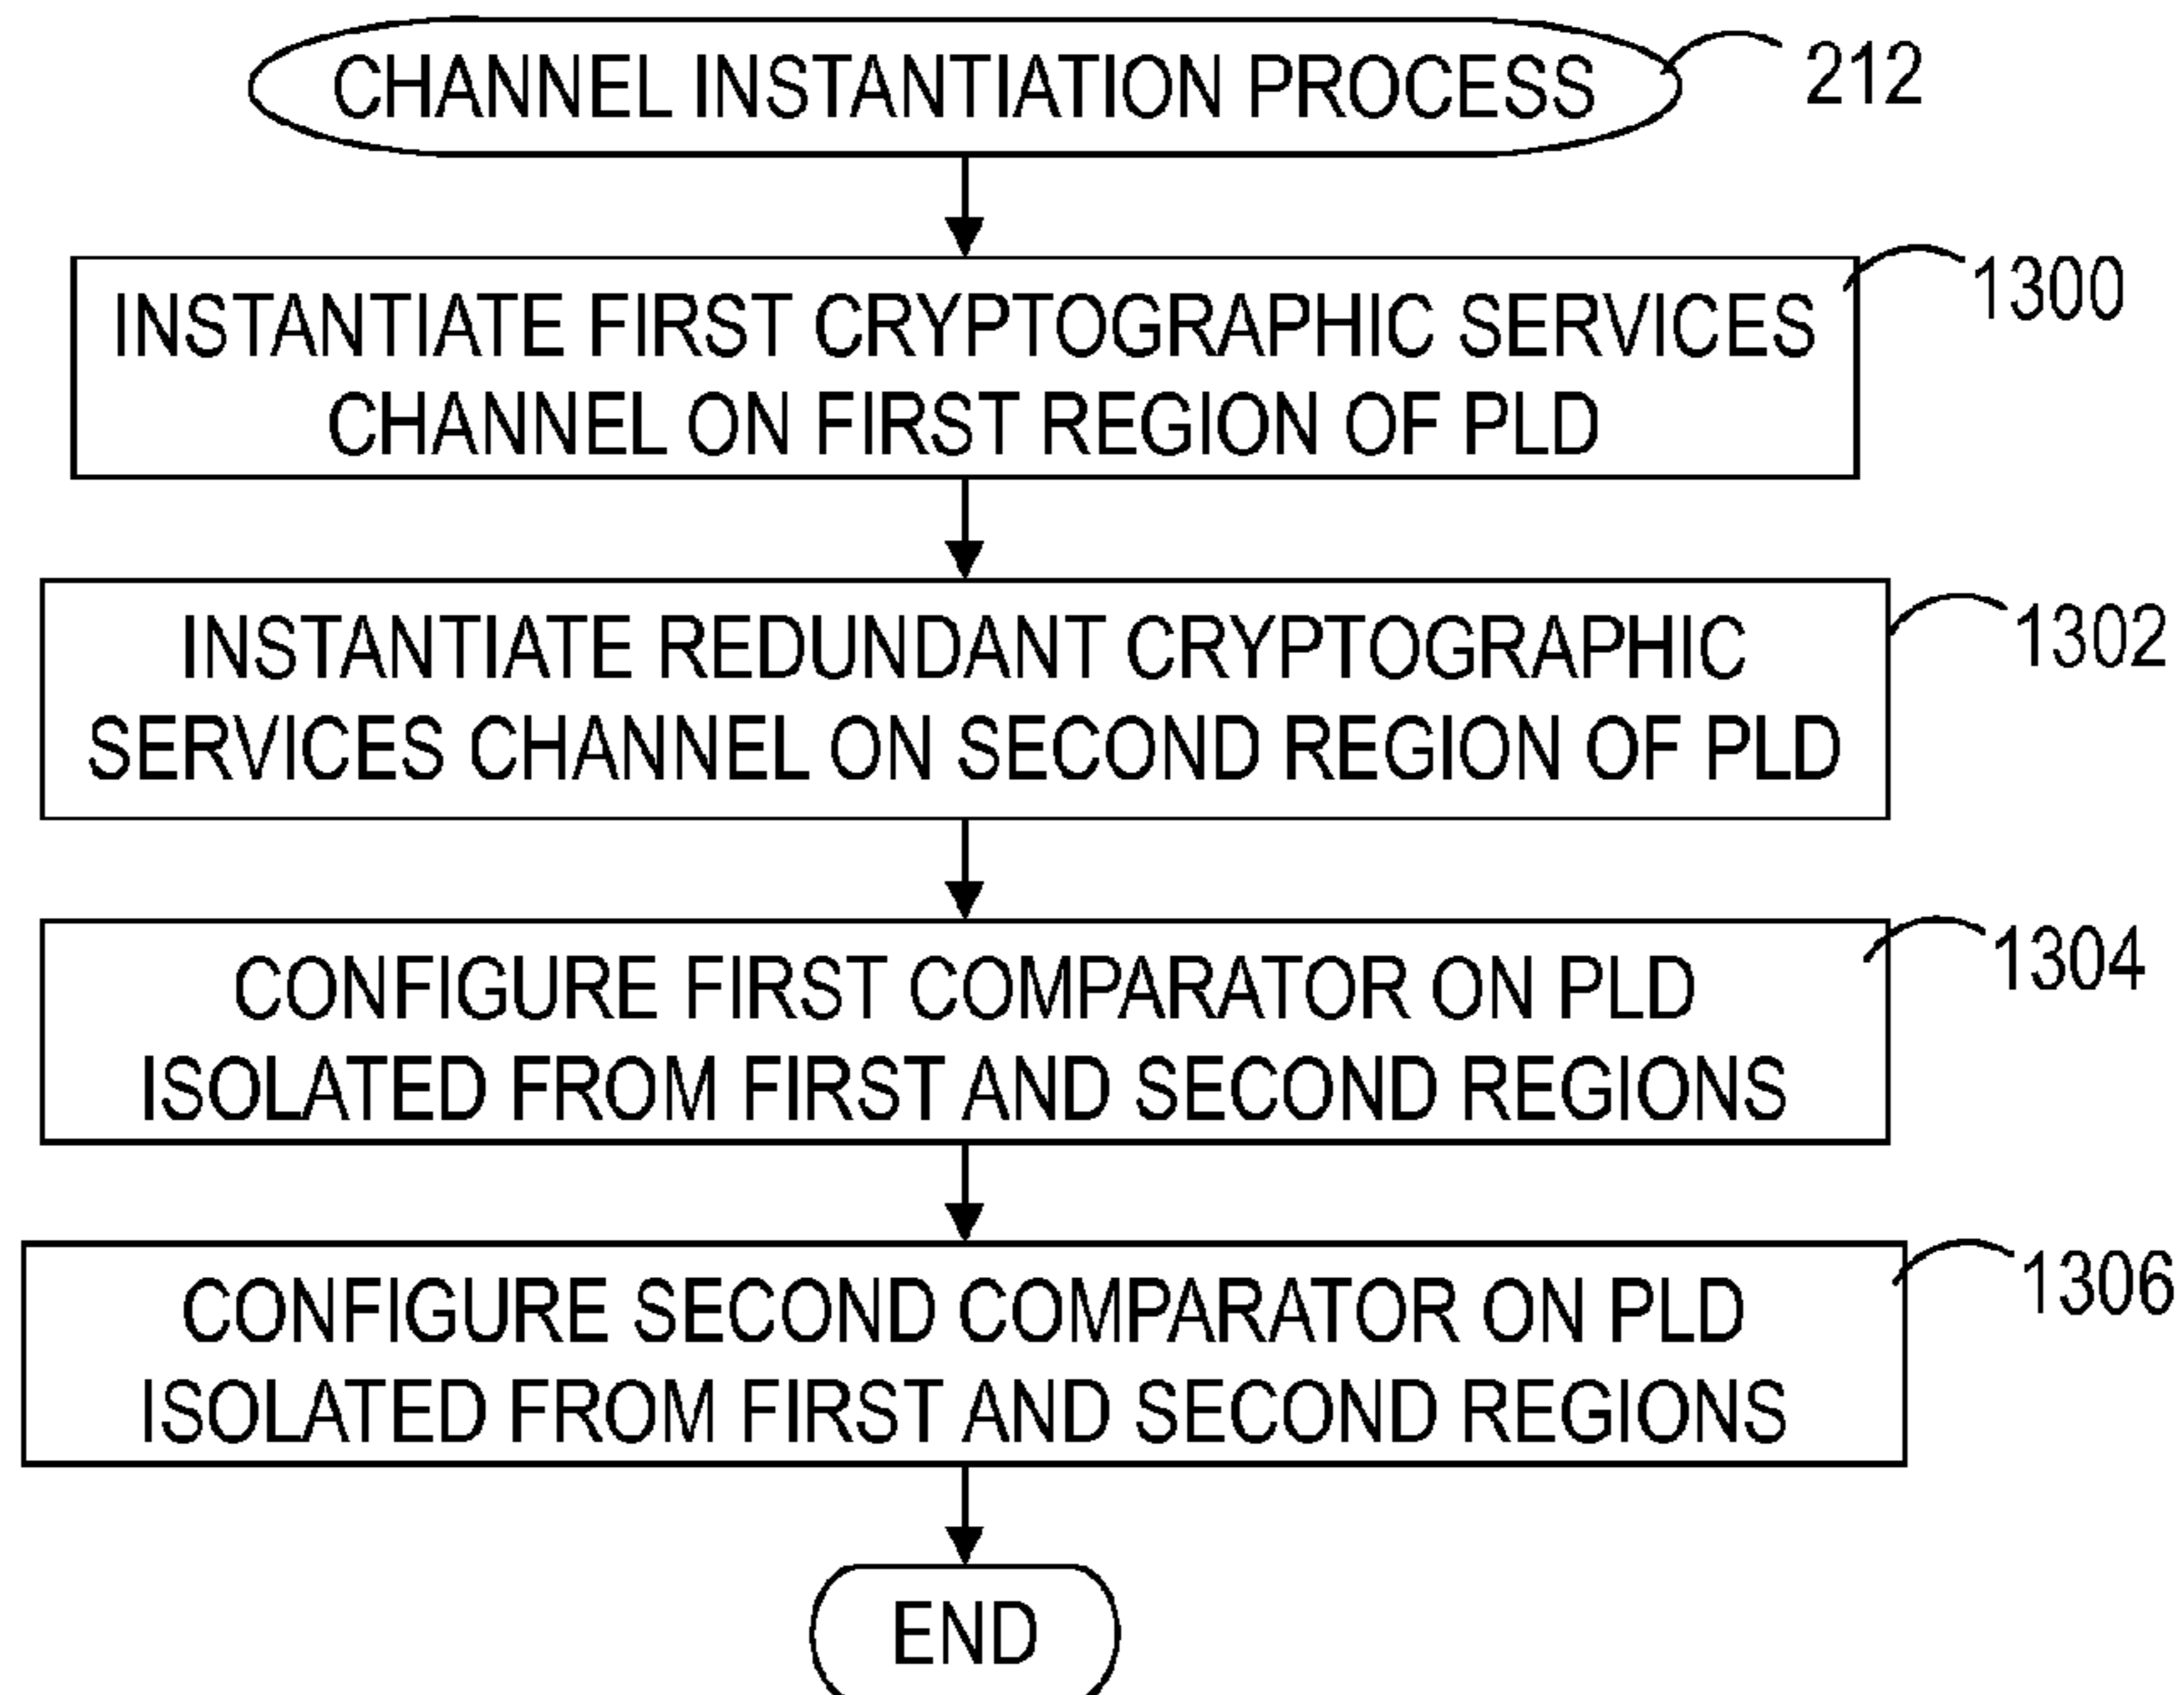 CHANNEL INSTANTIATION PROCESS
212
INSTANTIATE FIRST CRYPTOGRAPHIC SERVICES
CHANNEL ON FIRST REGION OF PLD
1300
INSTANTIATE REDUNDANT CRYPTOGRAPHIC
SERVICES CHANNEL ON SECOND REGION OF PLD
1302
CONFIGURE FIRST COMPARATOR ON PLD
ISOLATED FROM FIRST AND SECOND REGIONS
1304
CONFIGURE SECOND COMPARATOR ON PLD
ISOLATED FROM FIRST AND SECOND REGIONS
1306
END